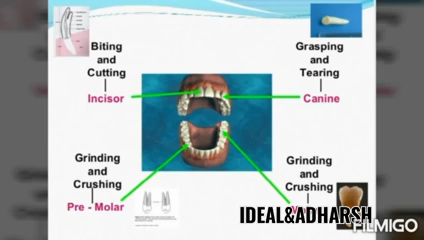 Biting
and
Cutting
Incisor
Grasping
and
Tearing
Canine
Grinding
and
Crushing
Pre - Molar
Grinding
and
Crushing
IDEAL&ADHARSH
FILMIGO